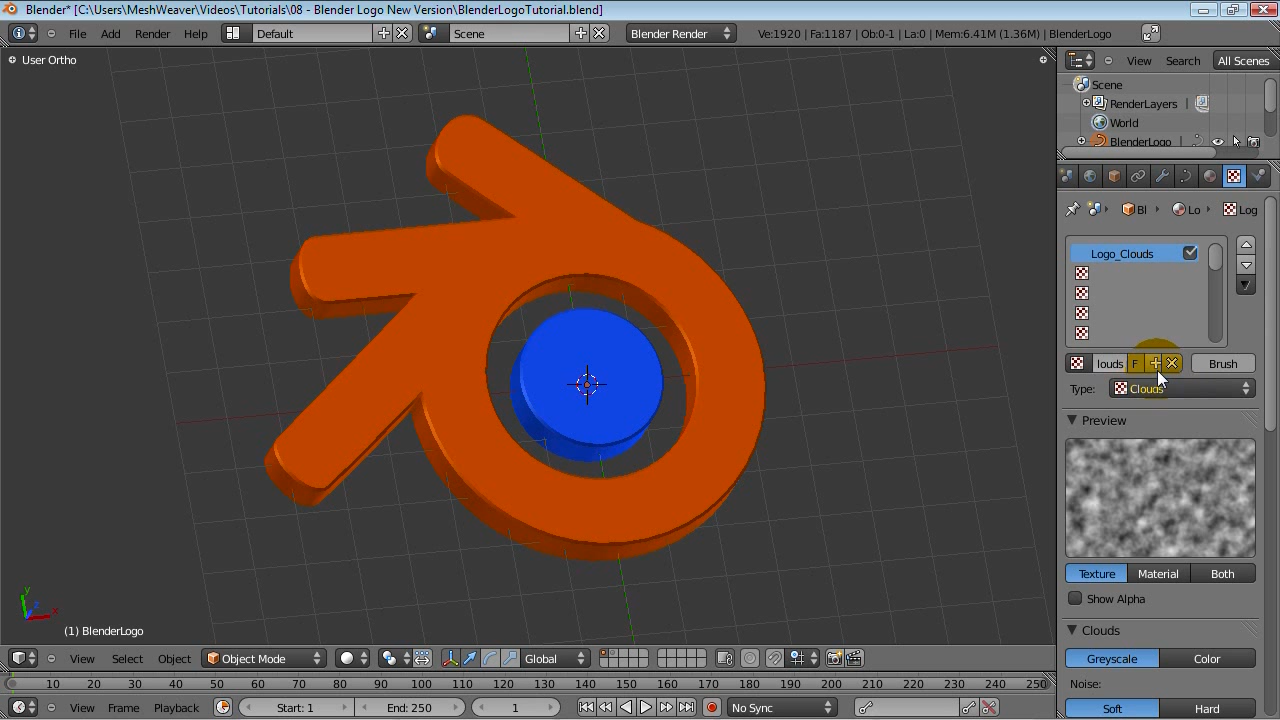 Blender* [C:\Users\MeshWeaver\Videos\Tutorials\08 - Blender Logo New Version\BlenderLogoTutorial.blend]
File Add Render Help Default Scene Blender Render Ve:1920 | Fa:1187 | Ob:0-1 | La:0 | Mem:6.41M (1.36M) | BlenderLogo
User Ortho
View Search All Scenes
Scene
RenderLayers
World
BlenderLogo
Bl Lo Log
Logo_Clouds
louds F Brush
Type: Clouds
Preview
Texture Material Both
Show Alpha
Clouds
Greyscale Color
Noise:
Soft Hard
y
z
x
(1) BlenderLogo
View Select Object Object Mode Global
10 20 30 40 50 60 70 80 90 100 110 120 130 140 150 160 170 180 190 200 210 220 230 240 250
View Frame Playback Start: 1 End: 250 1 No Sync